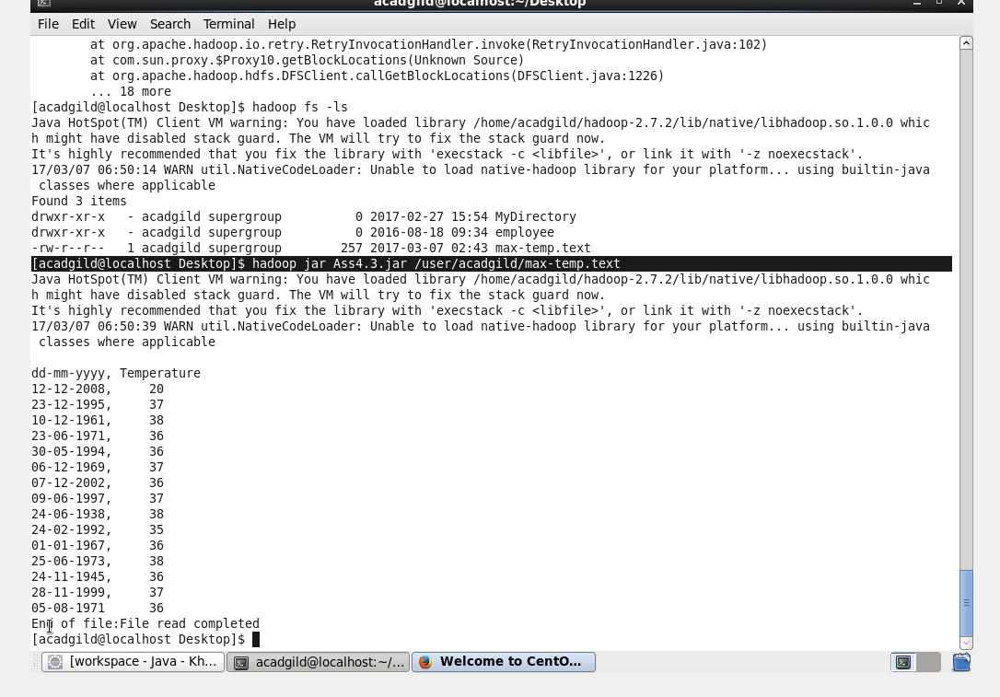 acadgild@localhost:~/Desktop
File Edit View Search Terminal Help
        at org.apache.hadoop.io.retry.RetryInvocationHandler.invoke(RetryInvocationHandler.java:102)
        at com.sun.proxy.$Proxy10.getBlockLocations(Unknown Source)
        at org.apache.hadoop.hdfs.DFSClient.callGetBlockLocations(DFSClient.java:1226)
        ... 18 more
[acadgild@localhost Desktop]$ hadoop fs -ls
Java HotSpot(TM) Client VM warning: You have loaded library /home/acadgild/hadoop-2.7.2/lib/native/libhadoop.so.1.0.0 whic
h might have disabled stack guard. The VM will try to fix the stack guard now.
It's highly recommended that you fix the library with 'execstack -c <libfile>', or link it with '-z noexecstack'.
17/03/07 06:50:14 WARN util.NativeCodeLoader: Unable to load native-hadoop library for your platform... using builtin-java
 classes where applicable
Found 3 items
drwxr-xr-x   - acadgild supergroup          0 2017-02-27 15:54 MyDirectory
drwxr-xr-x   - acadgild supergroup          0 2016-08-18 09:34 employee
-rw-r--r--   1 acadgild supergroup        257 2017-03-07 02:43 max-temp.text
[acadgild@localhost Desktop]$ hadoop jar Ass4.3.jar /user/acadgild/max-temp.text
Java HotSpot(TM) Client VM warning: You have loaded library /home/acadgild/hadoop-2.7.2/lib/native/libhadoop.so.1.0.0 whic
h might have disabled stack guard. The VM will try to fix the stack guard now.
It's highly recommended that you fix the library with 'execstack -c <libfile>', or link it with '-z noexecstack'.
17/03/07 06:50:39 WARN util.NativeCodeLoader: Unable to load native-hadoop library for your platform... using builtin-java
 classes where applicable
dd-mm-yyyy, Temperature
12-12-2008,     20
23-12-1995,     37
10-12-1961,     38
23-06-1971,     36
30-05-1994,     36
06-12-1969,     37
07-12-2002,     36
09-06-1997,     37
24-06-1938,     38
24-02-1992,     35
01-01-1967,     36
25-06-1973,     38
24-11-1945,     36
28-11-1999,     37
05-08-1971      36
End of file:File read completed
[acadgild@localhost Desktop]$
[workspace - Java - Kh... acadgild@localhost:~/... Welcome to CentO...